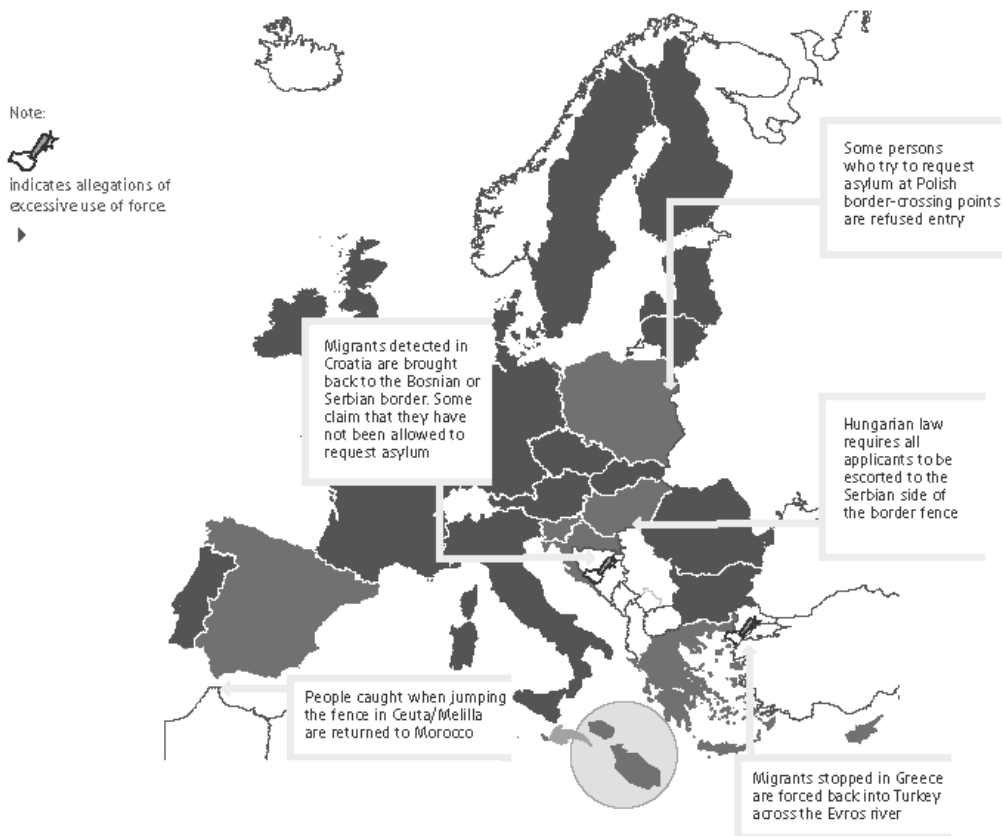 Note:
indicates allegations of
excessive use of force.
Some persons
who try to request
asylum at Polish
border-crossing points
are refused entry
Migrants detected in
Croatia are brought
back to the Bosnian or
Serbian border. Some
claim that they have
not been allowed to
request asylum
Hungarian law
requires all
applicants to be
escorted to the
Serbian side of
the border fence
People caught when jumping
the fence in Ceuta/Melilla
are returned to Morocco
Migrants stopped in Greece
are forced back into Turkey
across the Evros river